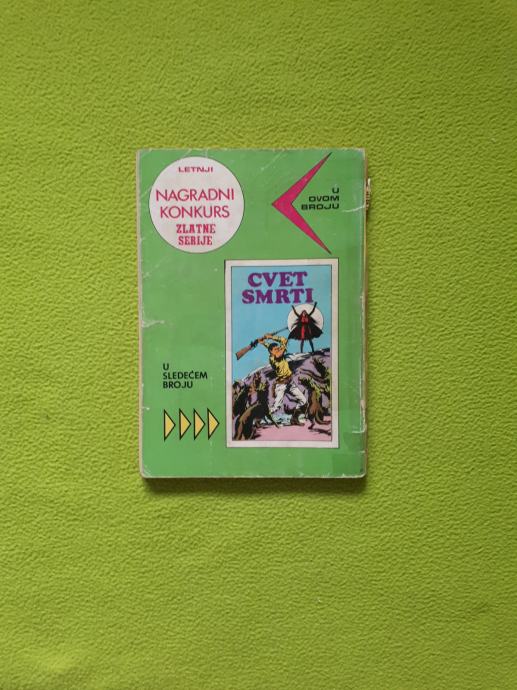 LETNJI
NAGRADNI
KONKURS
ZLATNE
SERIJE
U
OVOM
BROJU
CVET
SMRTI
U
SLEDEĆEM
BROJU